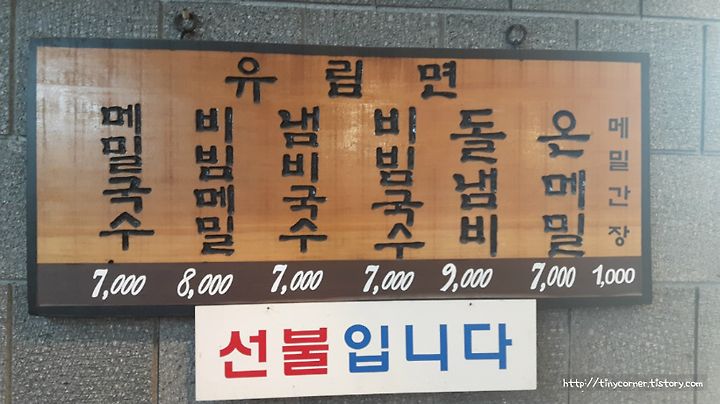 유림면
메밀국수
비빔메밀
냄비국수
비빔국수
돌냄비
온메밀
메밀간장
7,000 8,000 7,000 7,000 9,000 7,000 1,000
선불입니다
http://tinycorner.tistory.com